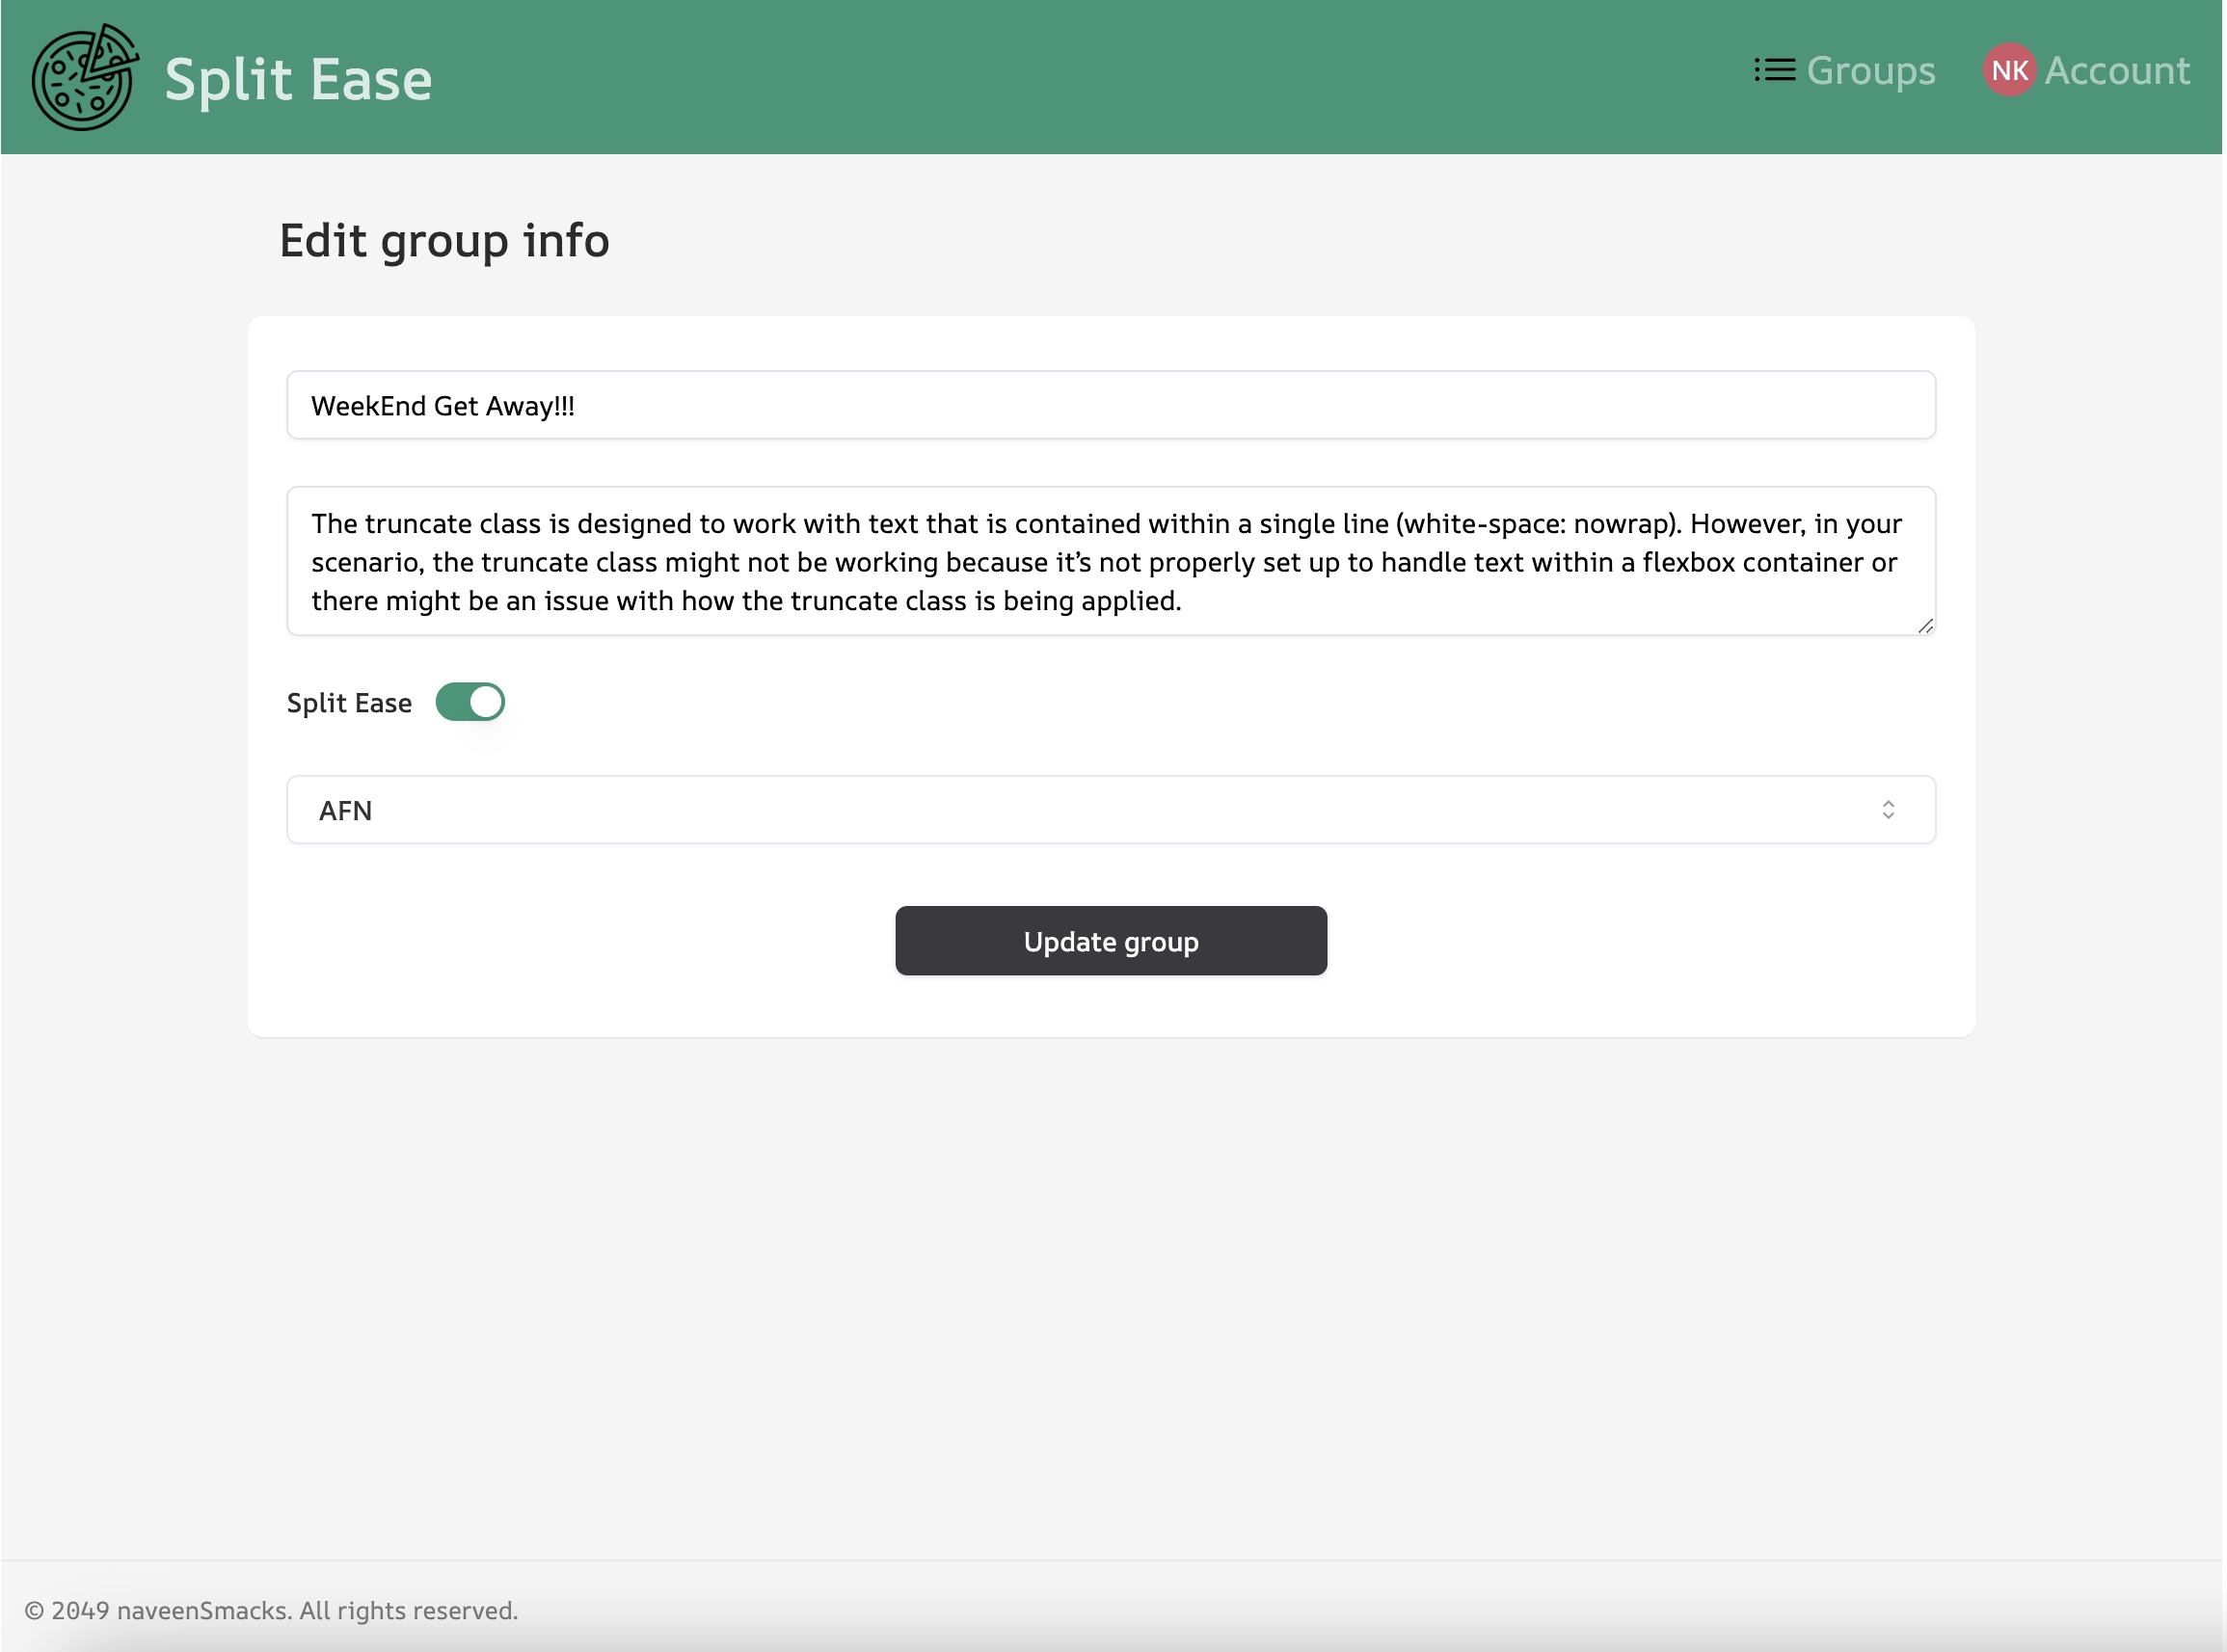 Split Ease
Groups
NK Account
Edit group info
WeekEnd Get Away!!!
The truncate class is designed to work with text that is contained within a single line (white-space: nowrap). However, in your
scenario, the truncate class might not be working because it’s not properly set up to handle text within a flexbox container or
there might be an issue with how the truncate class is being applied.
Split Ease
AFN
Update group
© 2049 naveenSmacks. All rights reserved.